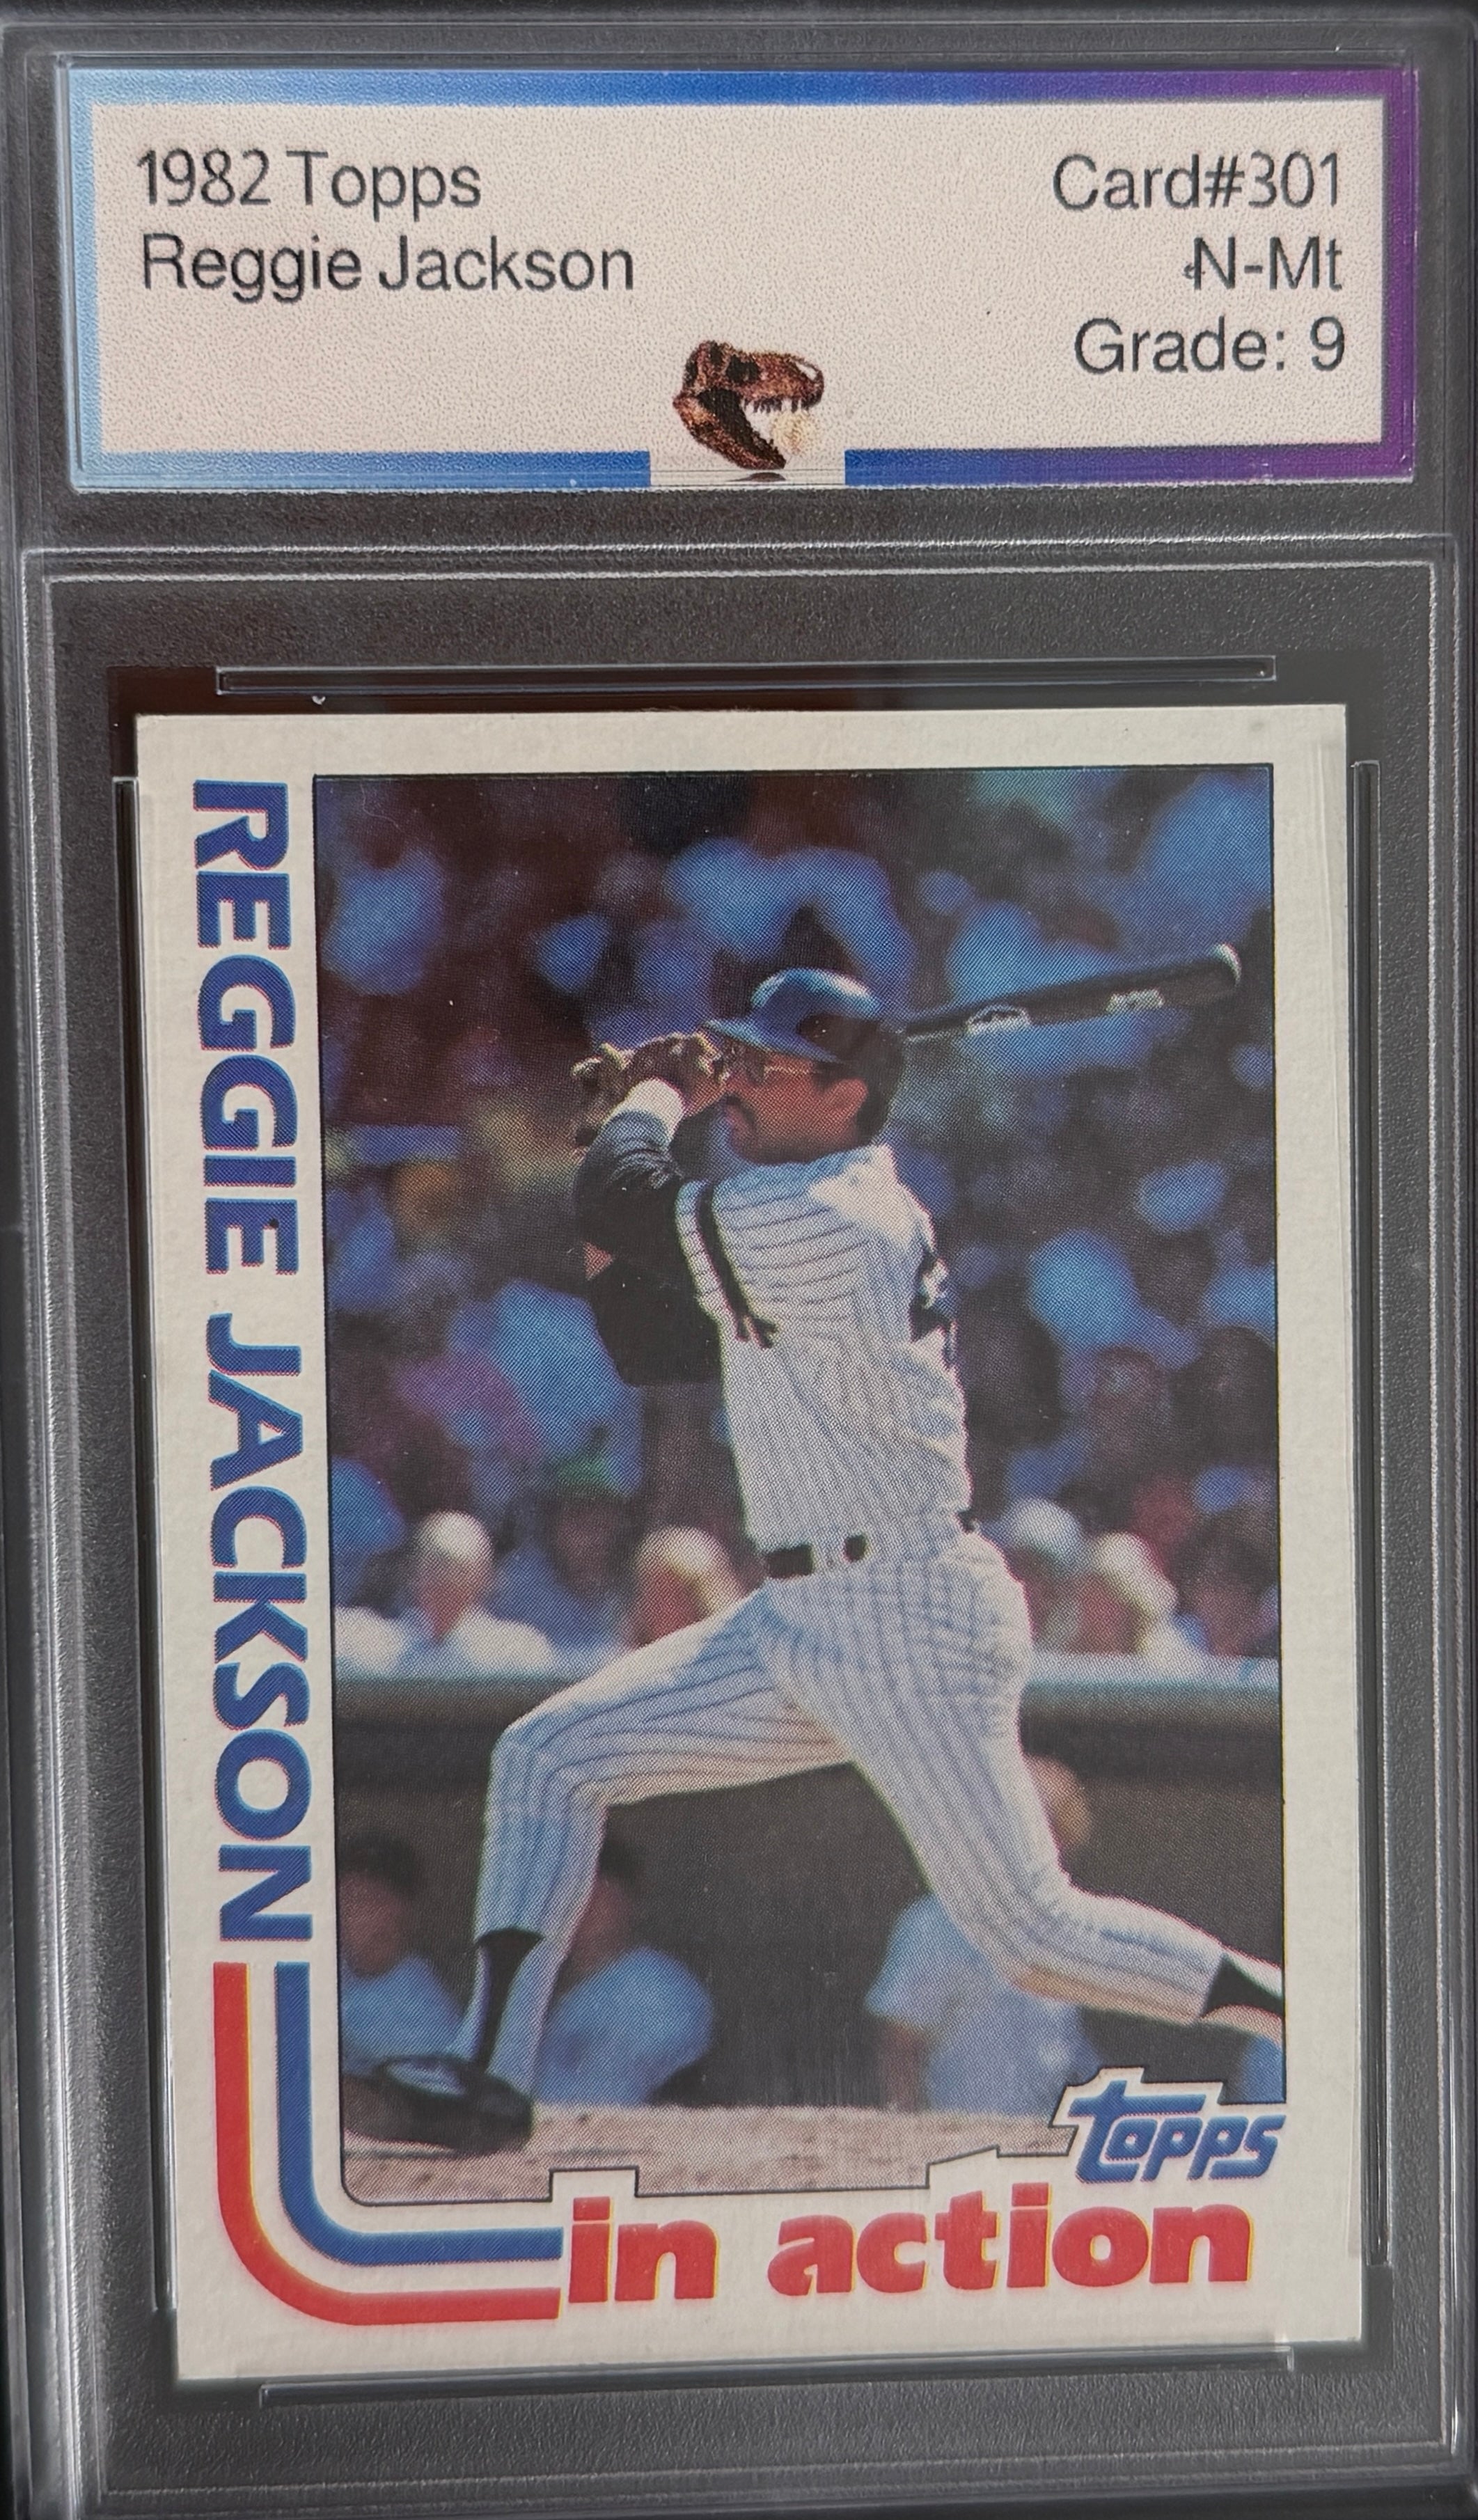 1982 Topps
Reggie Jackson
Card#301
N-Mt
Grade: 9
REGGIE JACKSON
Topps
in action